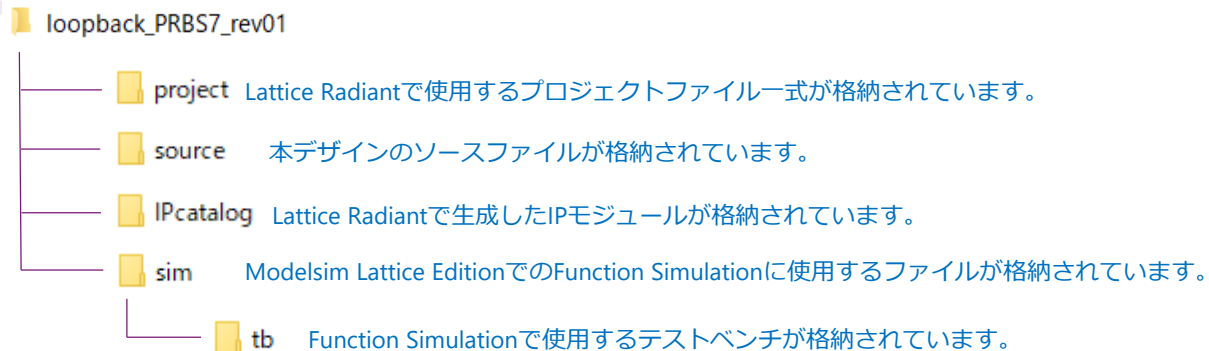 loopback_PRBS7_rev01
project Lattice Radiantで使用するプロジェクトファイル一式が格納されています。
source 本デザインのソースファイルが格納されています。
IPcatalog Lattice Radiantで生成したIPモジュールが格納されています。
sim Modelsim Lattice EditionでのFunction Simulationに使用するファイルが格納されています。
tb Function Simulationで使用するテストベンチが格納されています。